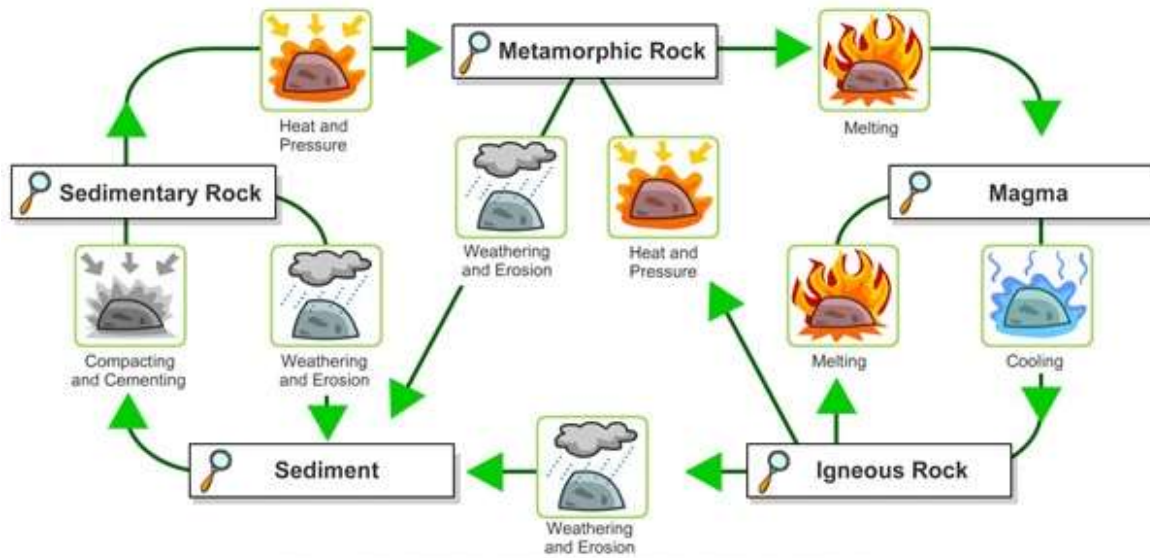 Metamorphic Rock
Heat and
Pressure
Melting
Sedimentary Rock
Magma
Weathering
and Erosion
Heat and
Pressure
Compacting
and Cementing
Weathering
and Erosion
Melting
Cooling
Sediment
Igneous Rock
Weathering
and Erosion